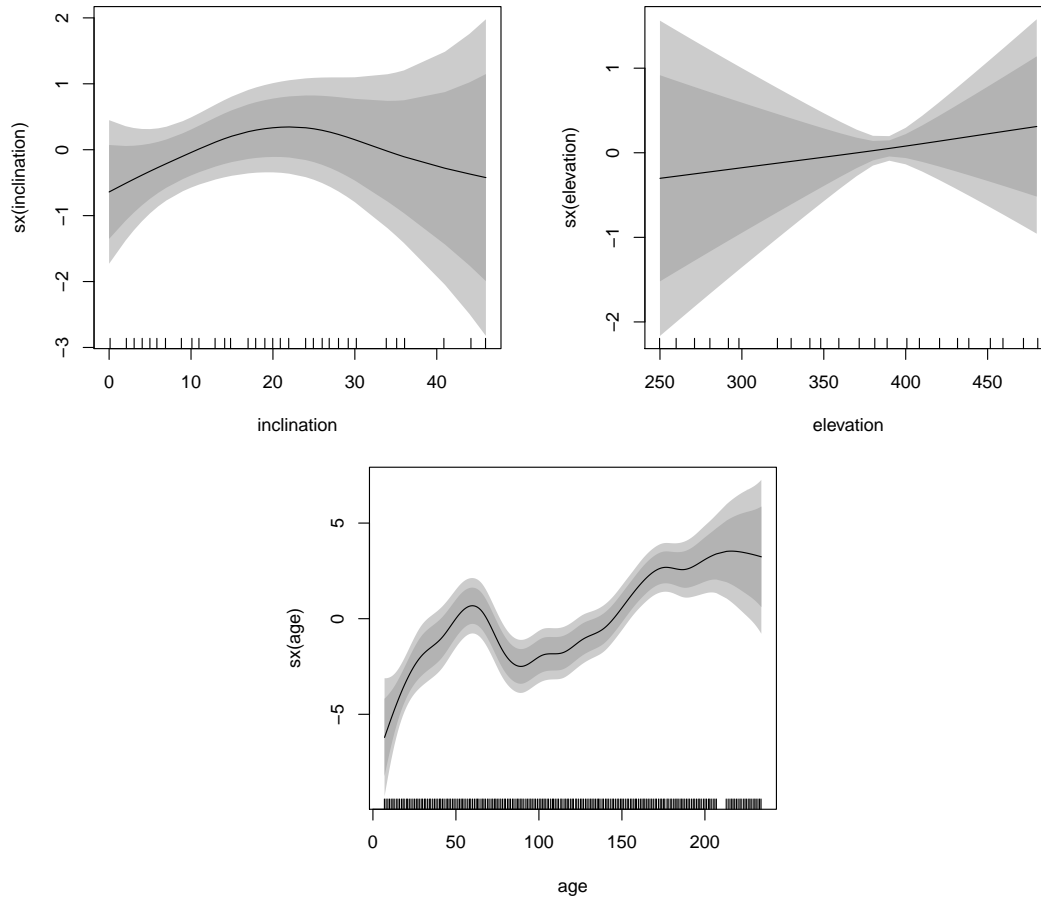 sx(inclination)
2
1
0
−1
−2
−3
0 10 20 30 40
inclination
sx(elevation)
1
0
−1
−2
250 300 350 400 450
elevation
sx(age)
5
0
−5
0 50 100 150 200
age